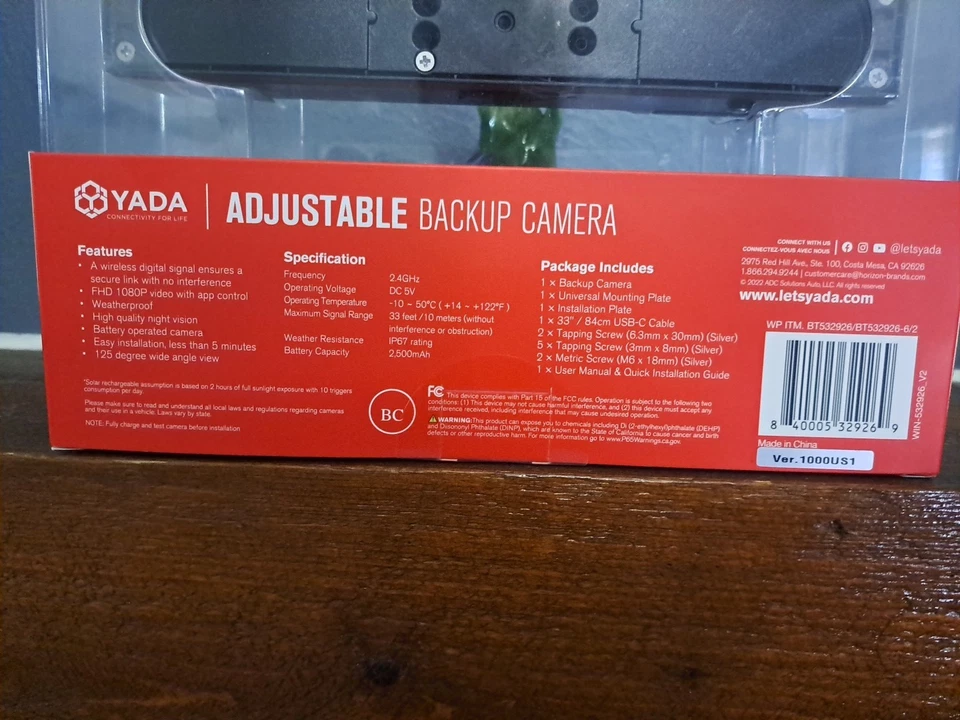 YADA
CONNECTIVITY FOR LIFE
ADJUSTABLE BACKUP CAMERA
Features
• A wireless digital signal ensures a
secure link with no interference
• FHD 1080P video with app control
• Weatherproof
• High quality night vision
• Battery operated camera
• Easy installation, less than 5 minutes
• 125 degree wide angle view
*Solar rechargeable assumption is based on 2 hours of full sunlight exposure with 10 triggers
consumption per day.
Please make sure to read and understand all local laws and regulations regarding cameras
and their use in a vehicle. Laws vary by state.
NOTE: Fully charge and test camera before installation
Specification
Frequency 2.4GHz
Operating Voltage DC 5V
Operating Temperature -10 ~ 50°C ( +14 ~ +122°F )
Maximum Signal Range 33 feet /10 meters (without
interference or obstruction)
Weather Resistance IP67 rating
Battery Capacity 2,500mAh
BC
Package Includes
1 × Backup Camera
1 × Universal Mounting Plate
1 × Installation Plate
1 × 33" / 84cm USB-C Cable
2 × Tapping Screw (6.3mm x 30mm) (Silver)
5 × Tapping Screw (3mm x 8mm) (Silver)
2 × Metric Screw (M6 x 18mm) (Silver)
1 × User Manual & Quick Installation Guide
FC This device complies with Part 15 of the FCC rules. Operation is subject to the following two
conditions: (1) This device may not cause harmful interference, and (2) this device must accept any
interference received, including interference that may cause undesired operation.
⚠ WARNING: This product can expose you to chemicals including Di (2-ethylhexyl)phthalate (DEHP)
and Diisononyl Phthalate (DINP), which are known to the State of California to cause cancer and birth
defects or other reproductive harm. For more information go to www.P65Warnings.ca.gov.
CONNECT WITH US
CONNECTEZ-VOUS AVEC NOUS
@letsyada
2975 Red Hill Ave., Ste. 100, Costa Mesa, CA 92626
1.866.294.9244 | customercare@horizon-brands.com
© 2022 ADC Solutions Auto, LLC. All rights reserved
www.letsyada.com
WP ITM. BT532926/BT532926-6/2
8 40005 32926 9
WIN-532926_V2
Made in China
Ver.1000US1